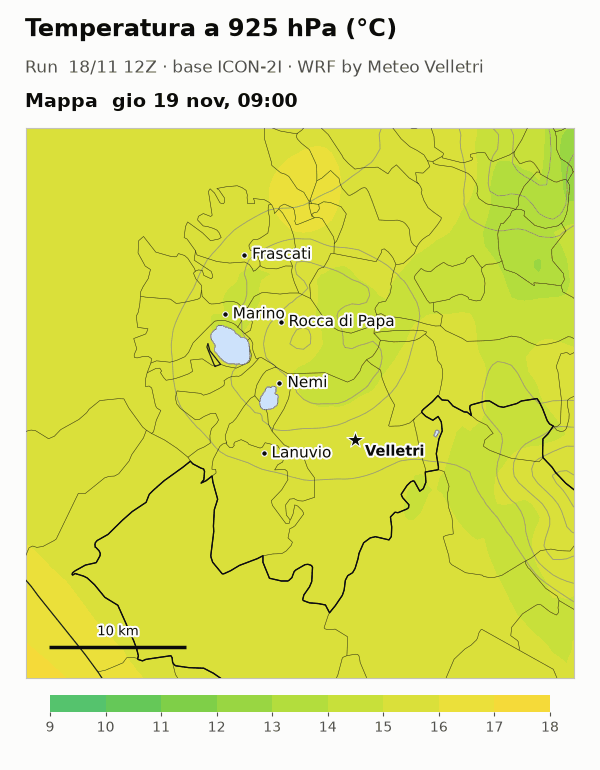 Temperatura a 925 hPa (°C)
Run  18/11 12Z · base ICON-2I · WRF by Meteo Velletri
Mappa  gio 19 nov, 09:00
Frascati
Marino
Rocca di Papa
Nemi
Velletri
Lanuvio
10 km
9 10 11 12 13 14 15 16 17 18